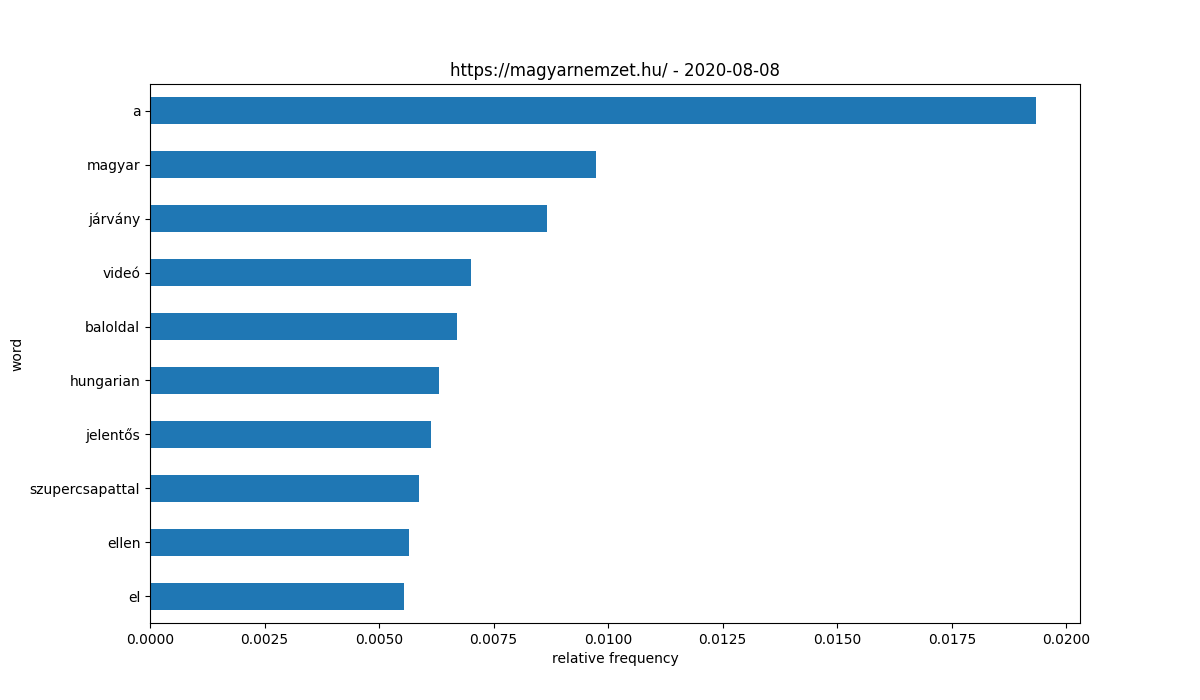 https://magyarnemzet.hu/ - 2020-08-08
a
magyar
járvány
videó
baloldal
hungarian
jelentős
szupercsapattal
ellen
el
word
0.0000 0.0025 0.0050 0.0075 0.0100 0.0125 0.0150 0.0175 0.0200
relative frequency